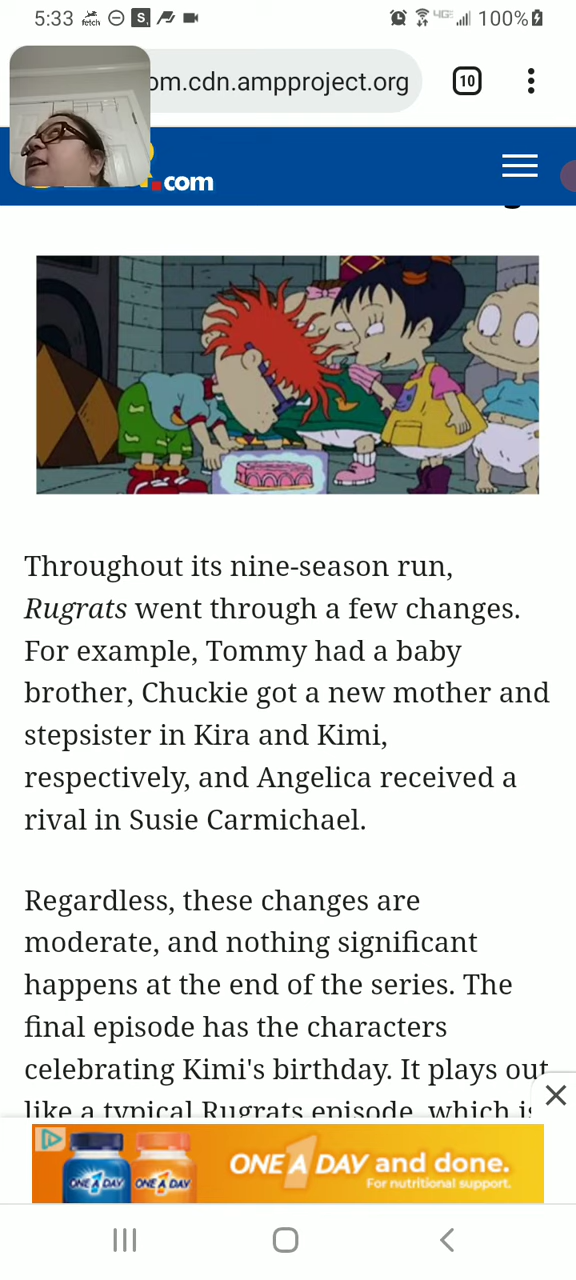 5:33 fetch S 4GE 100%
om.cdn.ampproject.org
10
.com
Throughout its nine-season run,
Rugrats went through a few changes.
For example, Tommy had a baby
brother, Chuckie got a new mother and
stepsister in Kira and Kimi,
respectively, and Angelica received a
rival in Susie Carmichael.
Regardless, these changes are
moderate, and nothing significant
happens at the end of the series. The
final episode has the characters
celebrating Kimi's birthday. It plays out
like a typical Rugrats episode, which is
ONE A DAY ONE A DAY
ONE A DAY and done.
For nutritional support.